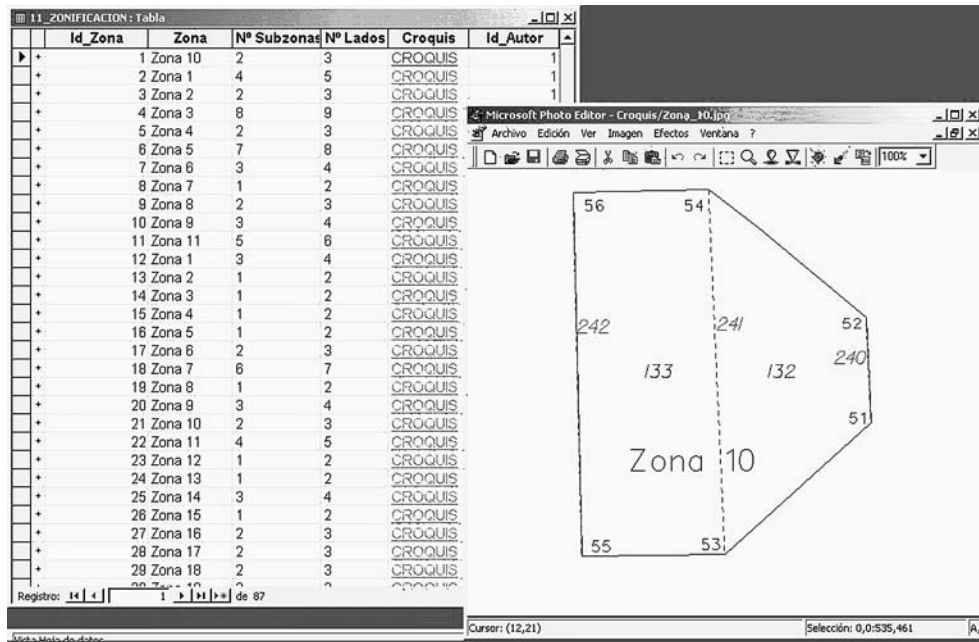 11_ZONIFICACION : Tabla
Id_Zona Zona Nº Subzonas Nº Lados Croquis Id_Autor
+ 1 Zona 10 2 3 CROQUIS 1
+ 2 Zona 1 4 5 CROQUIS 1
+ 3 Zona 2 2 3 CROQUIS 1
+ 4 Zona 3 8 9 CROQUIS
+ 5 Zona 4 2 3 CROQUIS
+ 6 Zona 5 7 8 CROQUIS
+ 7 Zona 6 3 4 CROQUIS
+ 8 Zona 7 1 2 CROQUIS
+ 9 Zona 8 2 3 CROQUIS
+ 10 Zona 9 3 4 CROQUIS
+ 11 Zona 11 5 6 CROQUIS
+ 12 Zona 1 3 4 CROQUIS
+ 13 Zona 2 1 2 CROQUIS
+ 14 Zona 3 1 2 CROQUIS
+ 15 Zona 4 1 2 CROQUIS
+ 16 Zona 5 1 2 CROQUIS
+ 17 Zona 6 2 3 CROQUIS
+ 18 Zona 7 6 7 CROQUIS
+ 19 Zona 8 1 2 CROQUIS
+ 20 Zona 9 3 4 CROQUIS
+ 21 Zona 10 2 3 CROQUIS
+ 22 Zona 11 4 5 CROQUIS
+ 23 Zona 12 1 2 CROQUIS
+ 24 Zona 13 1 2 CROQUIS
+ 25 Zona 14 3 4 CROQUIS
+ 26 Zona 15 1 2 CROQUIS
+ 27 Zona 16 2 3 CROQUIS
+ 28 Zona 17 2 3 CROQUIS
+ 29 Zona 18 2 3 CROQUIS
Registro: 1 de 87
Vista Hoja de datos
Microsoft Photo Editor - Croquis/Zona_10.jpg
Archivo Edición Ver Imagen Efectos Ventana ?
100%
56 54
242 241 52
133 132 240
51
Zona 10
55 53
Cursor: (12,21) Selección: 0,0:535,461